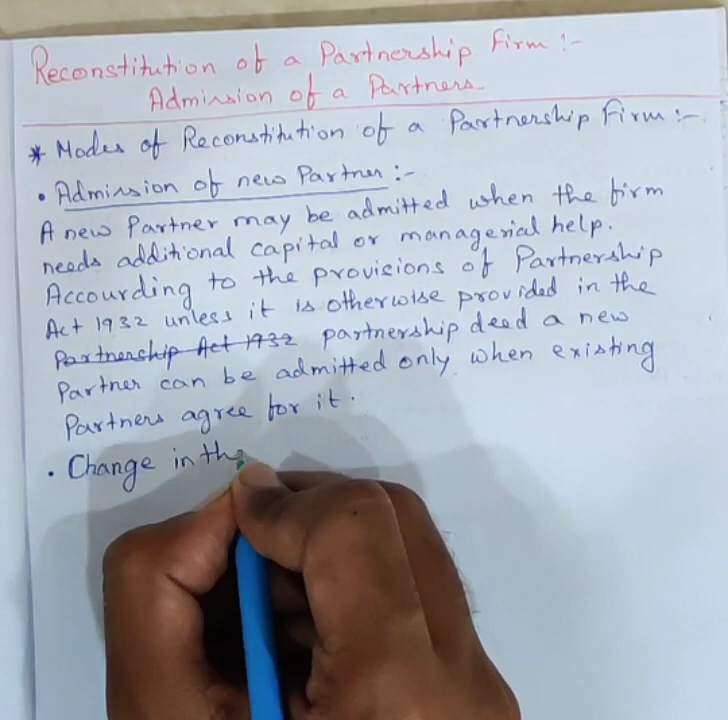 Reconstitution of a Partnership Firm :-
Admission of a Partners.
* Modes of Reconstitution of a Partnership Firm :-
• Admission of new Partner :-
A new Partner may be admitted when the firm
needs additional capital or managerial help.
Accourding to the provisions of Partnership
Act 1932 unless it is otherwise provided in the
Partnership Act 1932 partnership deed a new
Partner can be admitted only when existing
Partners agree for it.
• Change in the